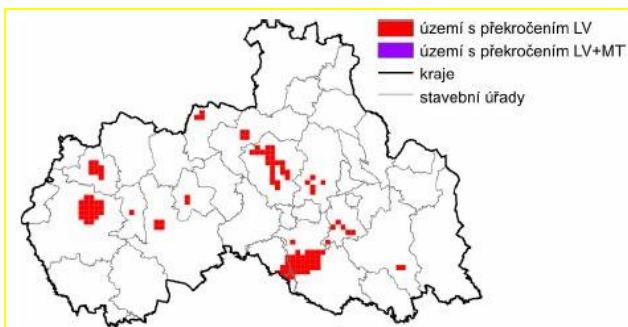 území s překročením LV
území s překročením LV+MT
kraje
stavební úřady